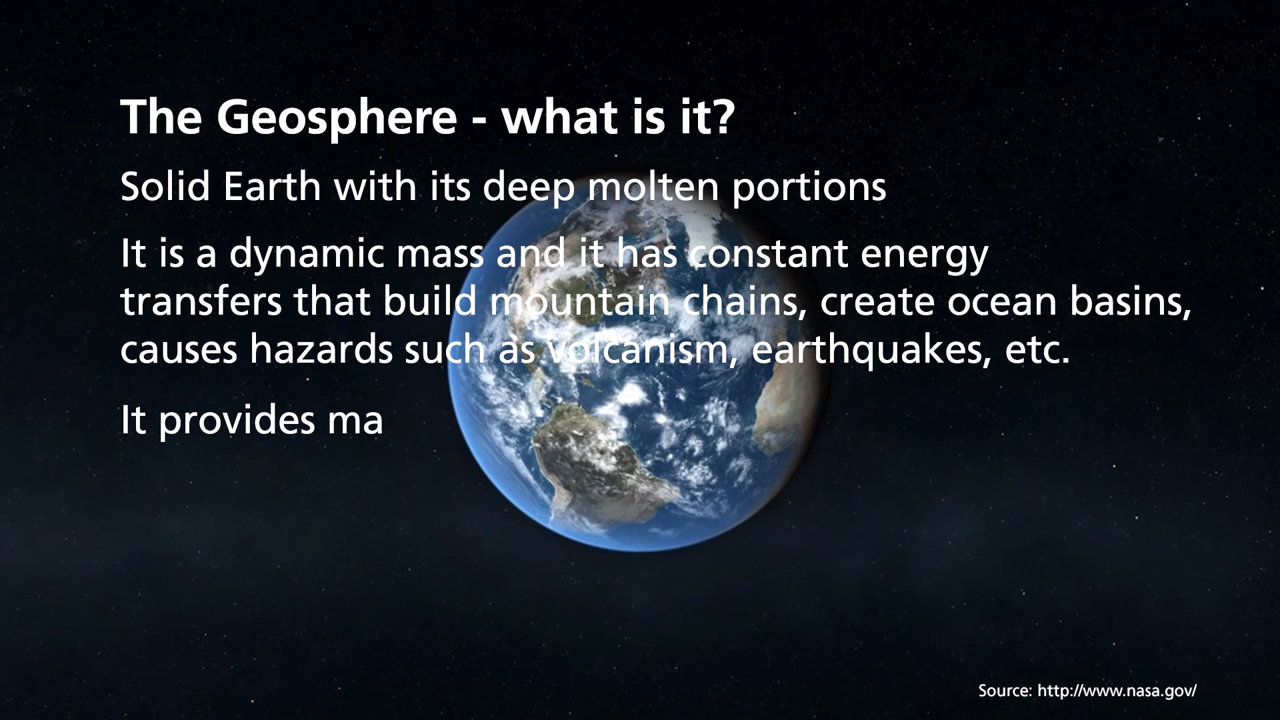 The Geosphere - what is it?
Solid Earth with its deep molten portions
It is a dynamic mass and it has constant energy
transfers that build mountain chains, create ocean basins,
causes hazards such as volcanism, earthquakes, etc.
It provides ma
Source: http://www.nasa.gov/